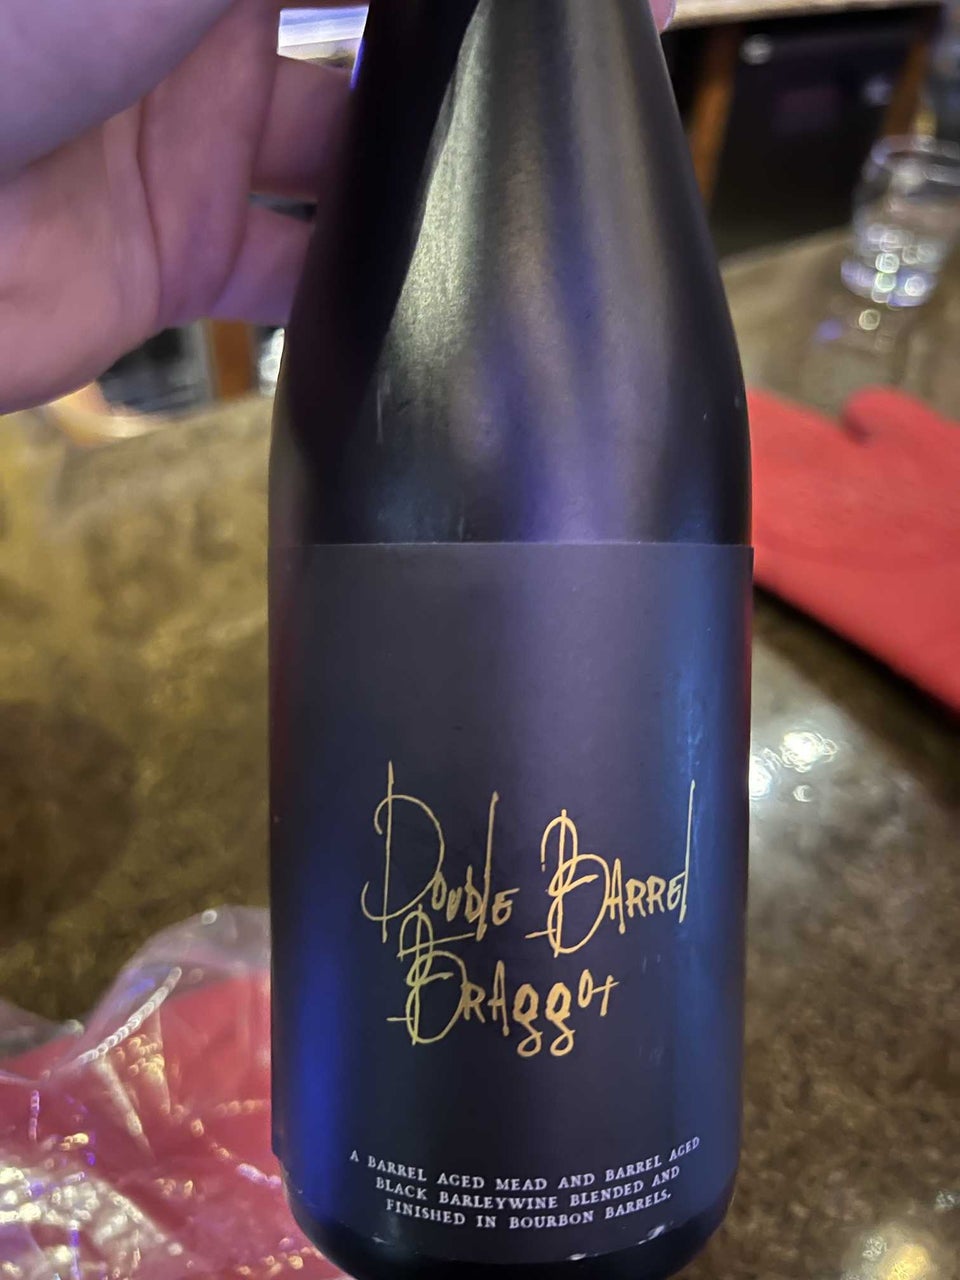 Double Barrel
Braggot
A BARREL AGED MEAD AND BARREL AGED
BLACK BARLEYWINE BLENDED AND
FINISHED IN BOURBON BARRELS.